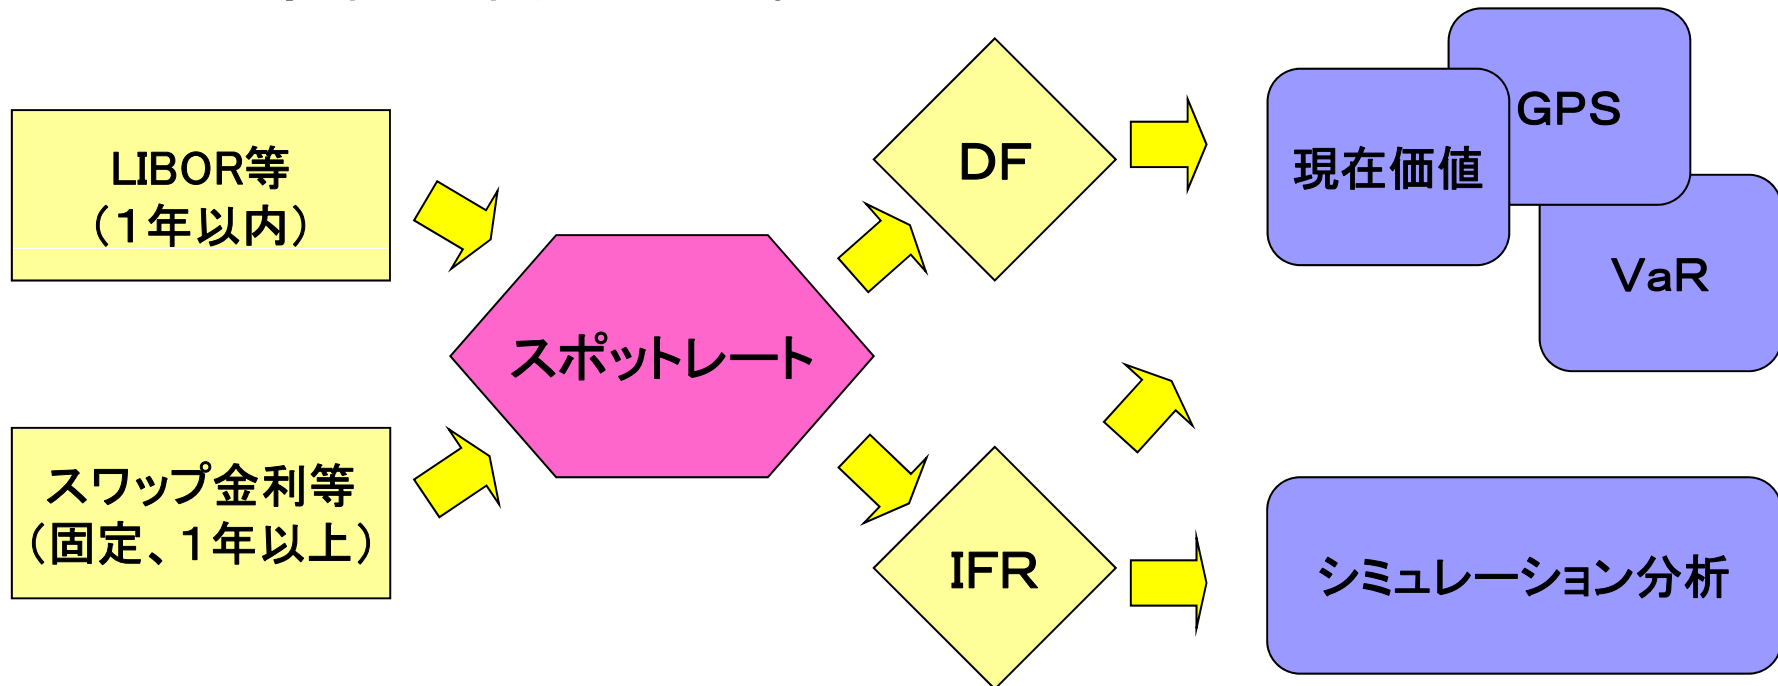 LIBOR等
（１年以内）
スワップ金利等
（固定、１年以上）
スポットレート
DF
IFR
現在価値
GPS
VaR
シミュレーション分析